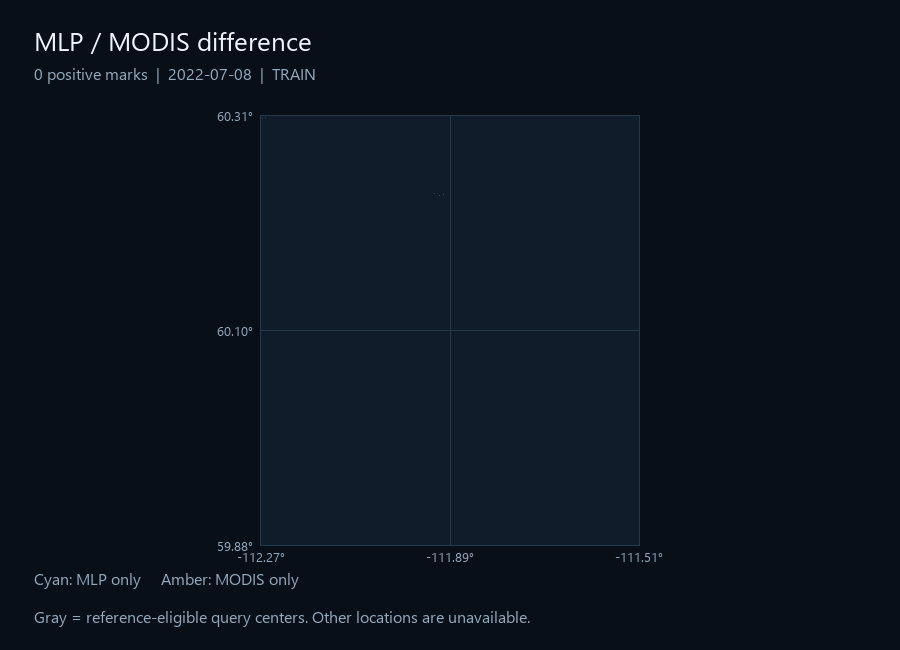 MLP / MODIS difference
0 positive marks | 2022-07-08 | TRAIN
60.31°
60.10°
59.88°
-112.27° -111.89° -111.51°
Cyan: MLP only Amber: MODIS only
Gray = reference-eligible query centers. Other locations are unavailable.